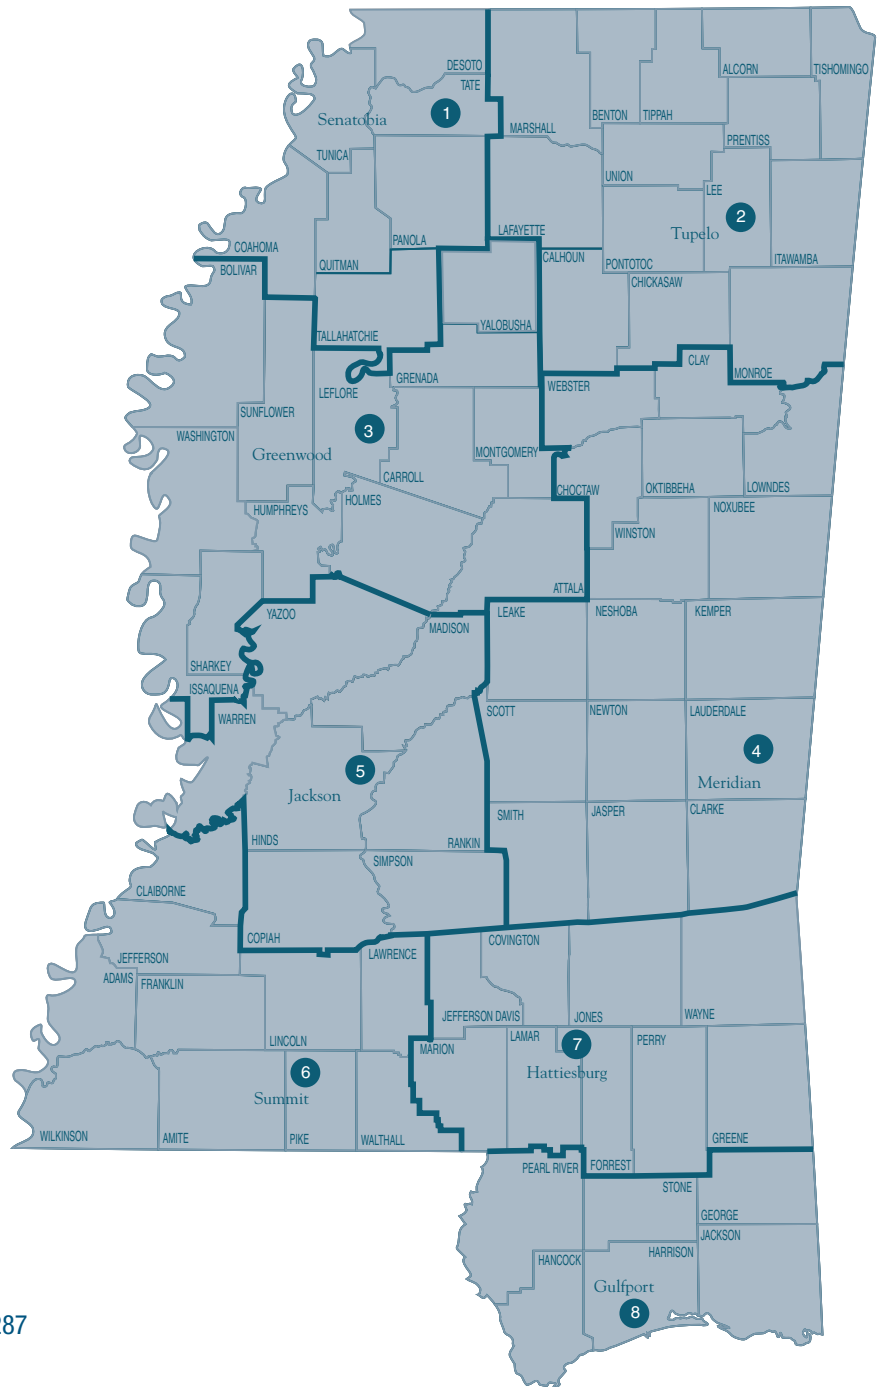 DESOTO
TATE
ALCORN
TISHOMINGO
Senatobia
1
MARSHALL
BENTON
TIPPAH
PRENTISS
TUNICA
UNION
LEE
2
Tupelo
COAHOMA
PANOLA
LAFAYETTE
CALHOUN
PONTOTOC
ITAWAMBA
BOLIVAR
QUITMAN
CHICKASAW
TALLAHATCHIE
YALOBUSHA
CLAY
MONROE
LEFLORE
GRENADA
WEBSTER
SUNFLOWER
3
WASHINGTON
Greenwood
MONTGOMERY
CARROLL
CHOCTAW
OKTIBBEHA
LOWNDES
HUMPHREYS
HOLMES
NOXUBEE
WINSTON
ATTALA
YAZOO
LEAKE
NESHOBA
KEMPER
MADISON
SHARKEY
ISSAQUENA
WARREN
SCOTT
NEWTON
LAUDERDALE
4
Meridian
5
Jackson
SMITH
JASPER
CLARKE
HINDS
RANKIN
SIMPSON
CLAIBORNE
COPIAH
COVINGTON
LAWRENCE
JEFFERSON
ADAMS
FRANKLIN
JEFFERSON DAVIS
JONES
WAYNE
LINCOLN
MARION
LAMAR
PERRY
7
Hattiesburg
6
Summit
WILKINSON
AMITE
PIKE
WALTHALL
GREENE
PEARL RIVER
FORREST
STONE
GEORGE
JACKSON
HANCOCK
HARRISON
Gulfport
8
287